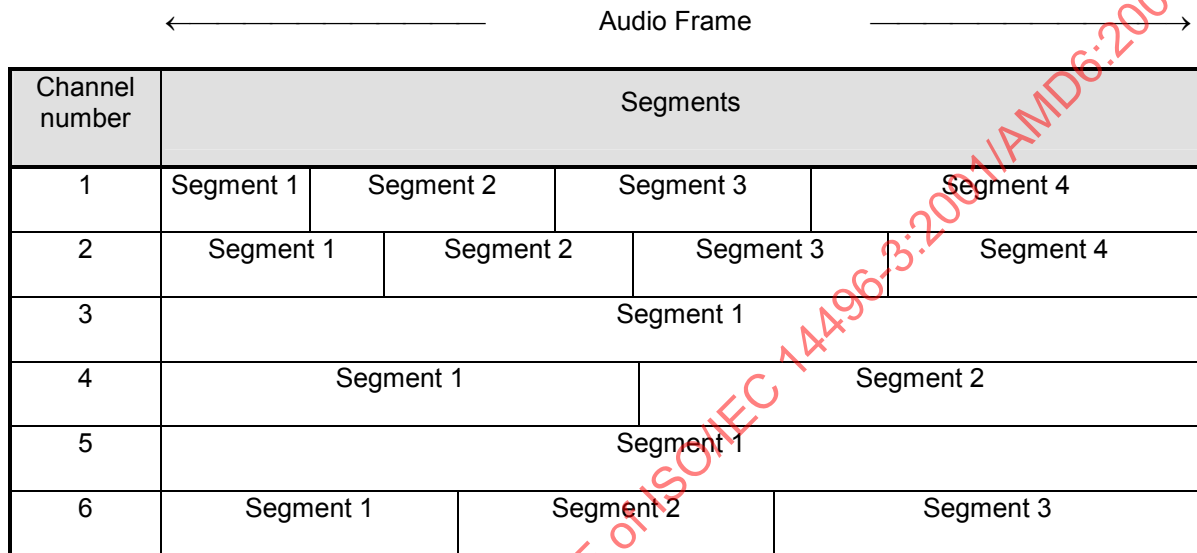 Audio Frame
Channel number Segments
1 Segment 1 Segment 2 Segment 3 Segment 4
2 Segment 1 Segment 2 Segment 3 Segment 4
3 Segment 1
4 Segment 1 Segment 2
5 Segment 1
6 Segment 1 Segment 2 Segment 3
of ISO/IEC 14496-3:2001/AMD6:200